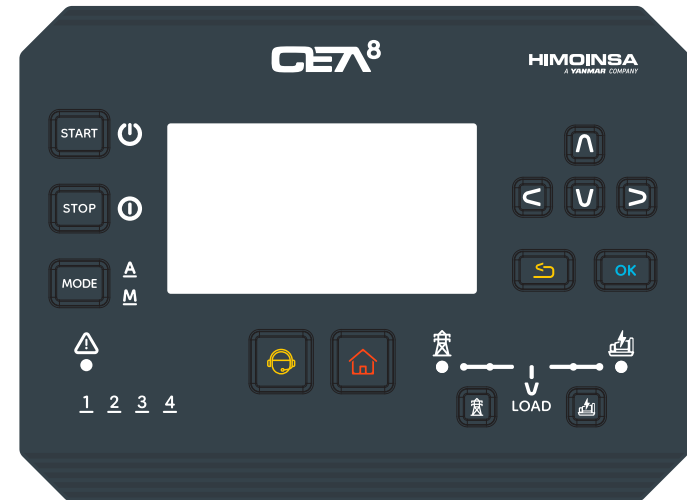 CEA8
HIMOINSA
A YANMAR COMPANY
START
STOP
MODE
A
M
OK
1 2 3 4
LOAD